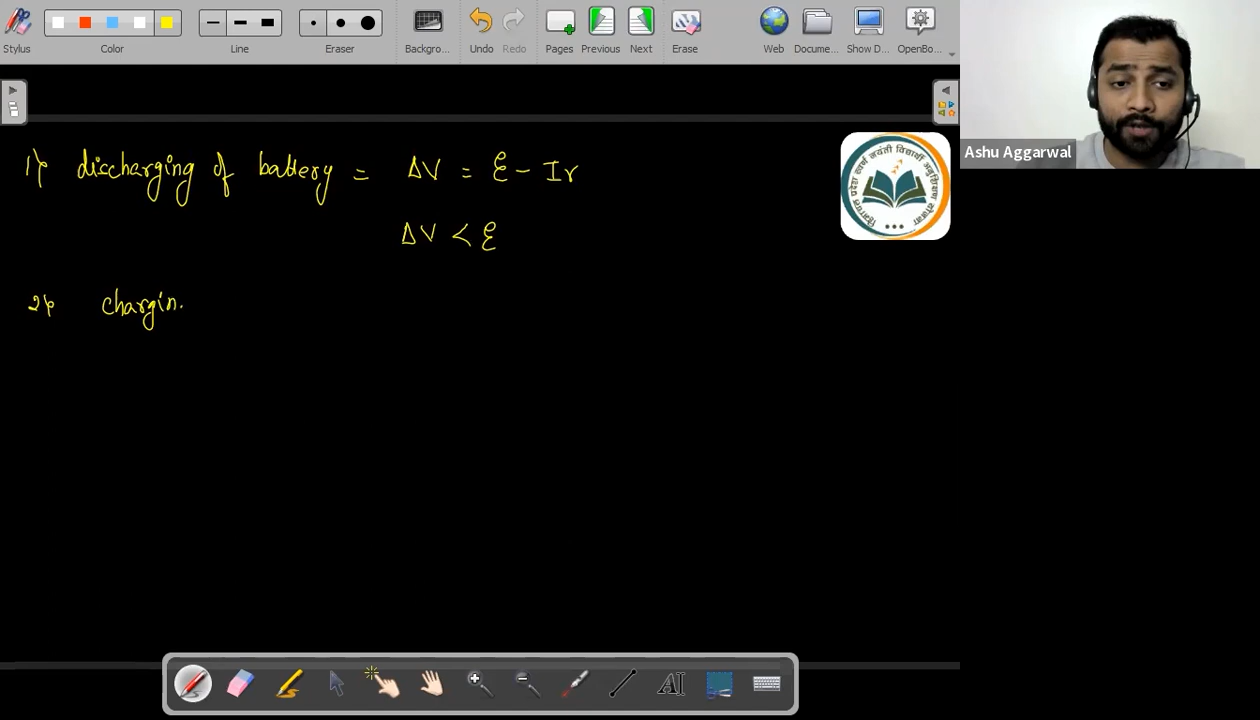 Stylus
Color
Line
Eraser
Backgro...
Undo
Redo
Pages
Previous
Next
Erase
Web
Docume...
Show D...
OpenBo...
Ashu Aggarwal
1) discharging of battery = ΔV = ε - Ir
ΔV < ε
2) chargin.